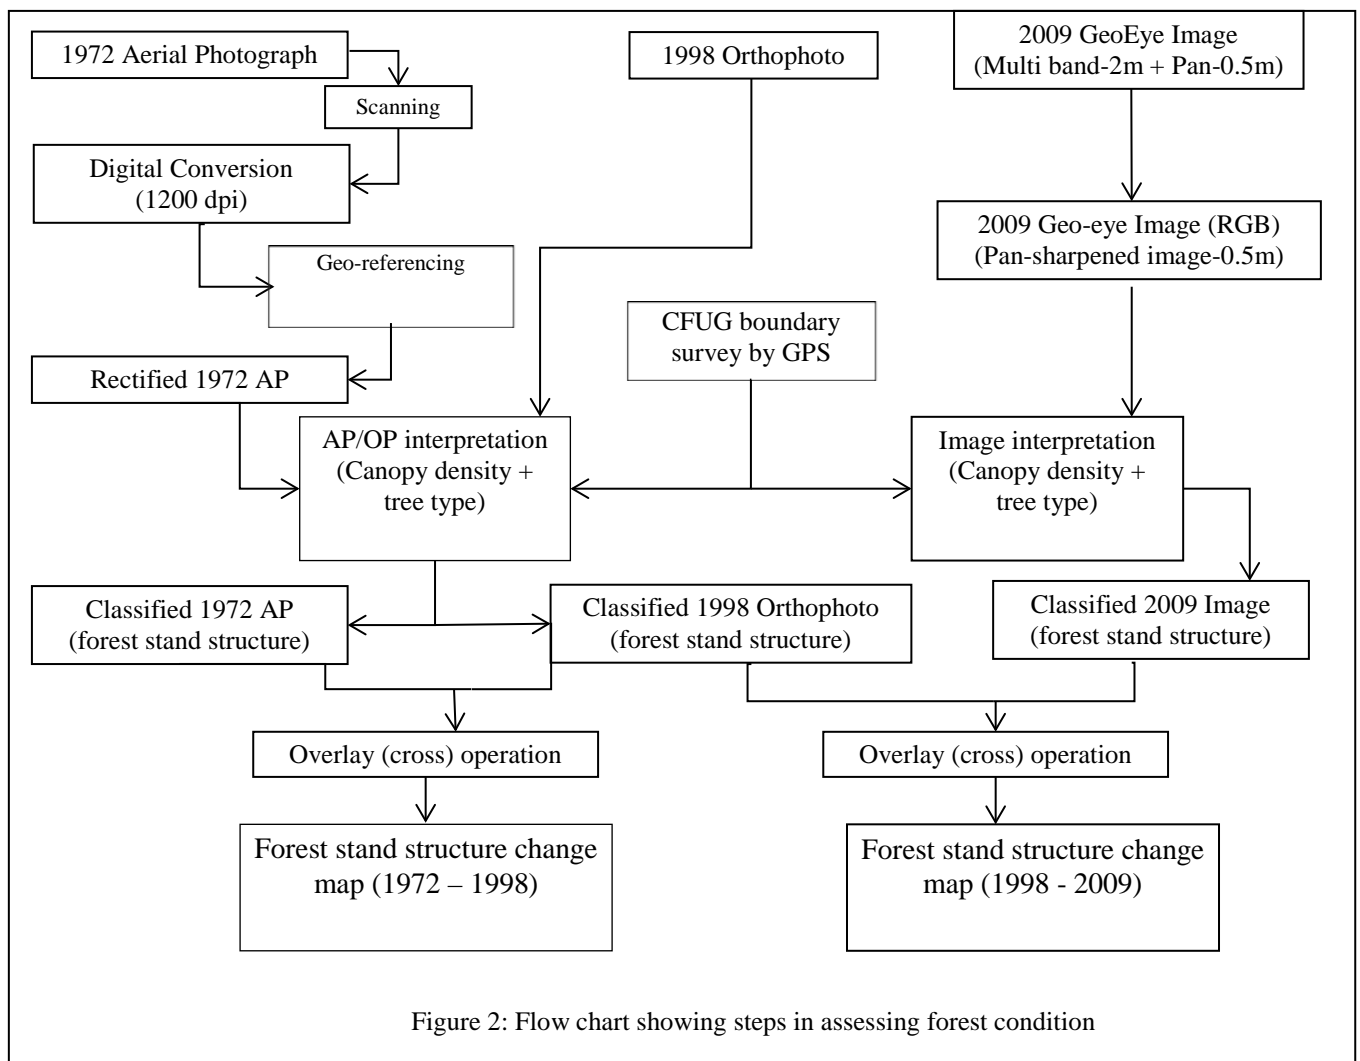 1972 Aerial Photograph
Scanning
Digital Conversion
(1200 dpi)
Geo-referencing
Rectified 1972 AP
1998 Orthophoto
2009 GeoEye Image
(Multi band-2m + Pan-0.5m)
2009 Geo-eye Image (RGB)
(Pan-sharpened image-0.5m)
CFUG boundary
survey by GPS
AP/OP interpretation
(Canopy density +
tree type)
Image interpretation
(Canopy density +
tree type)
Classified 1972 AP
(forest stand structure)
Classified 1998 Orthophoto
(forest stand structure)
Classified 2009 Image
(forest stand structure)
Overlay (cross) operation
Overlay (cross) operation
Forest stand structure change
map (1972 – 1998)
Forest stand structure change
map (1998 - 2009)
Figure 2: Flow chart showing steps in assessing forest condition